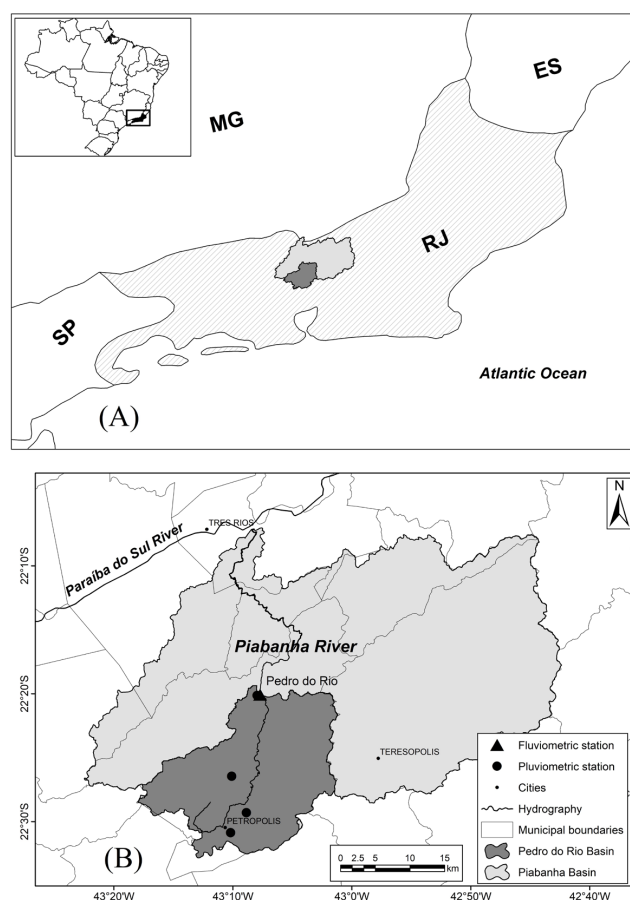 ES
MG
RJ
SP
Atlantic Ocean
(A)
N
TRES RIOS
Paraíba do Sul River
22°10'S
Piabanha River
Pedro do Rio
22°20'S
TERESOPOLIS
PETROPOLIS
22°30'S
(B)
Fluviometric station
Pluviometric station
Cities
Hydrography
Municipal boundaries
Pedro do Rio Basin
Piabanha Basin
0 2.5 5 10 15
km
43°20'W 43°10'W 43°0'W 42°50'W 42°40'W